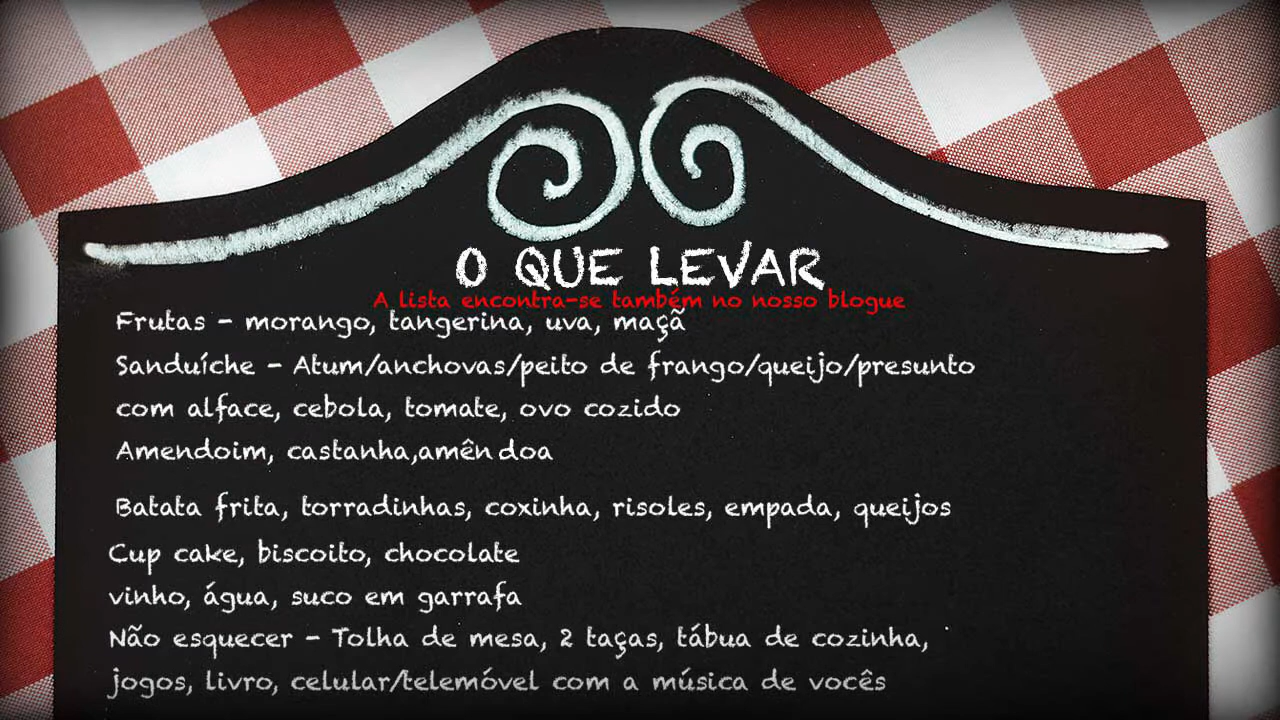 O QUE LEVAR
A lista encontra-se também no nosso blogue
Frutas - morango, tangerina, uva, maçã
Sanduíche - Atum/anchovas/peito de frango/queijo/presunto
com alface, cebola, tomate, ovo cozido
Amendoim, castanha,amên doa
Batata frita, torradinhas, coxinha, risoles, empada, queijos
Cup cake, biscoito, chocolate
vinho, água, suco em garrafa
Não esquecer - Tolha de mesa, 2 taças, tábua de cozinha,
jogos, livro, celular/telemóvel com a música de vocês